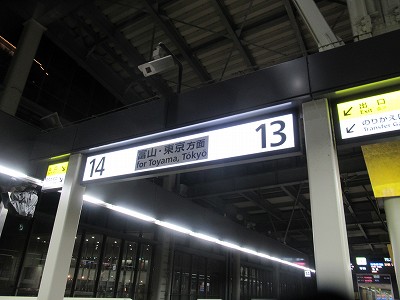 14 富山・東京方面 13
for Toyama, Tokyo
出口
Exit
のりかえ口
Transfer Gate